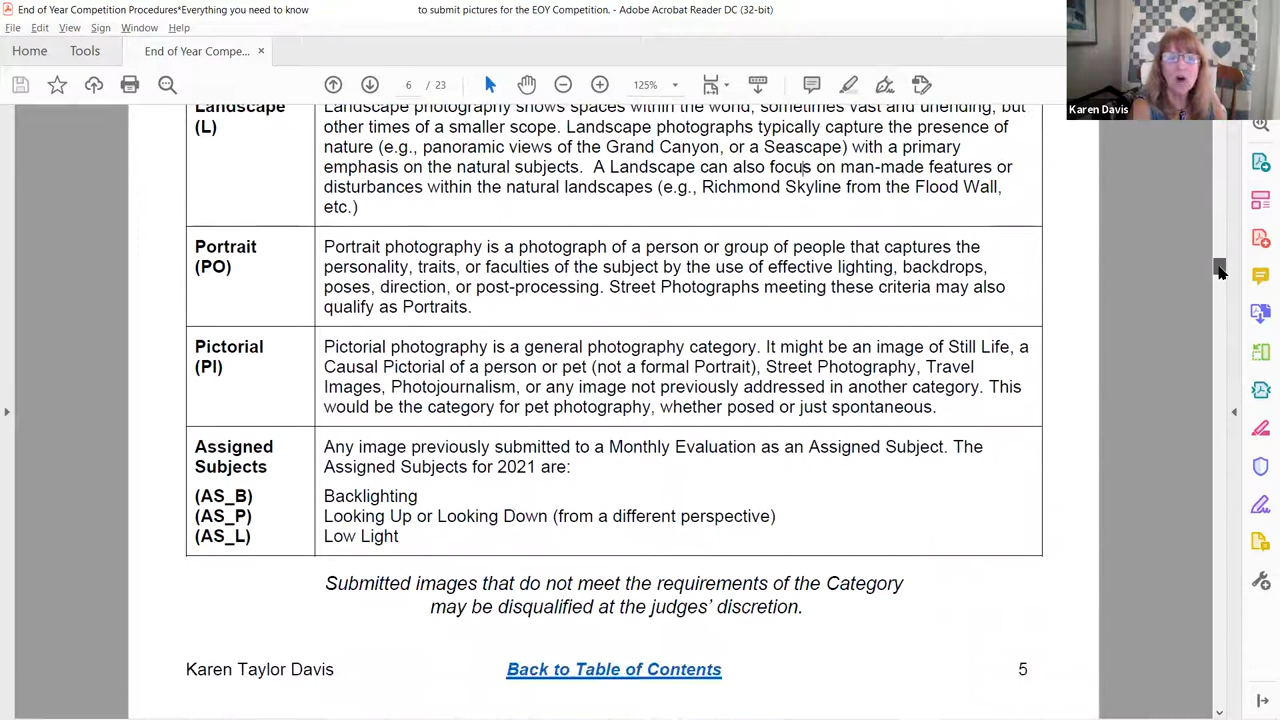 End of Year Competition Procedures*Everything you need to know to submit pictures for the EOY Competition. - Adobe Acrobat Reader DC (32-bit)
File Edit View Sign Window Help
Home Tools End of Year Compe... ×
6 / 23 125%
Karen Davis
Landscape
(L)
Landscape photography shows spaces within the world, sometimes vast and unending, but
other times of a smaller scope. Landscape photographs typically capture the presence of
nature (e.g., panoramic views of the Grand Canyon, or a Seascape) with a primary
emphasis on the natural subjects. A Landscape can also focus on man-made features or
disturbances within the natural landscapes (e.g., Richmond Skyline from the Flood Wall,
etc.)
Portrait
(PO)
Portrait photography is a photograph of a person or group of people that captures the
personality, traits, or faculties of the subject by the use of effective lighting, backdrops,
poses, direction, or post-processing. Street Photographs meeting these criteria may also
qualify as Portraits.
Pictorial
(PI)
Pictorial photography is a general photography category. It might be an image of Still Life, a
Causal Pictorial of a person or pet (not a formal Portrait), Street Photography, Travel
Images, Photojournalism, or any image not previously addressed in another category. This
would be the category for pet photography, whether posed or just spontaneous.
Assigned
Subjects
Any image previously submitted to a Monthly Evaluation as an Assigned Subject. The
Assigned Subjects for 2021 are:
(AS_B) Backlighting
(AS_P) Looking Up or Looking Down (from a different perspective)
(AS_L) Low Light
Submitted images that do not meet the requirements of the Category
may be disqualified at the judges' discretion.
Karen Taylor Davis Back to Table of Contents 5